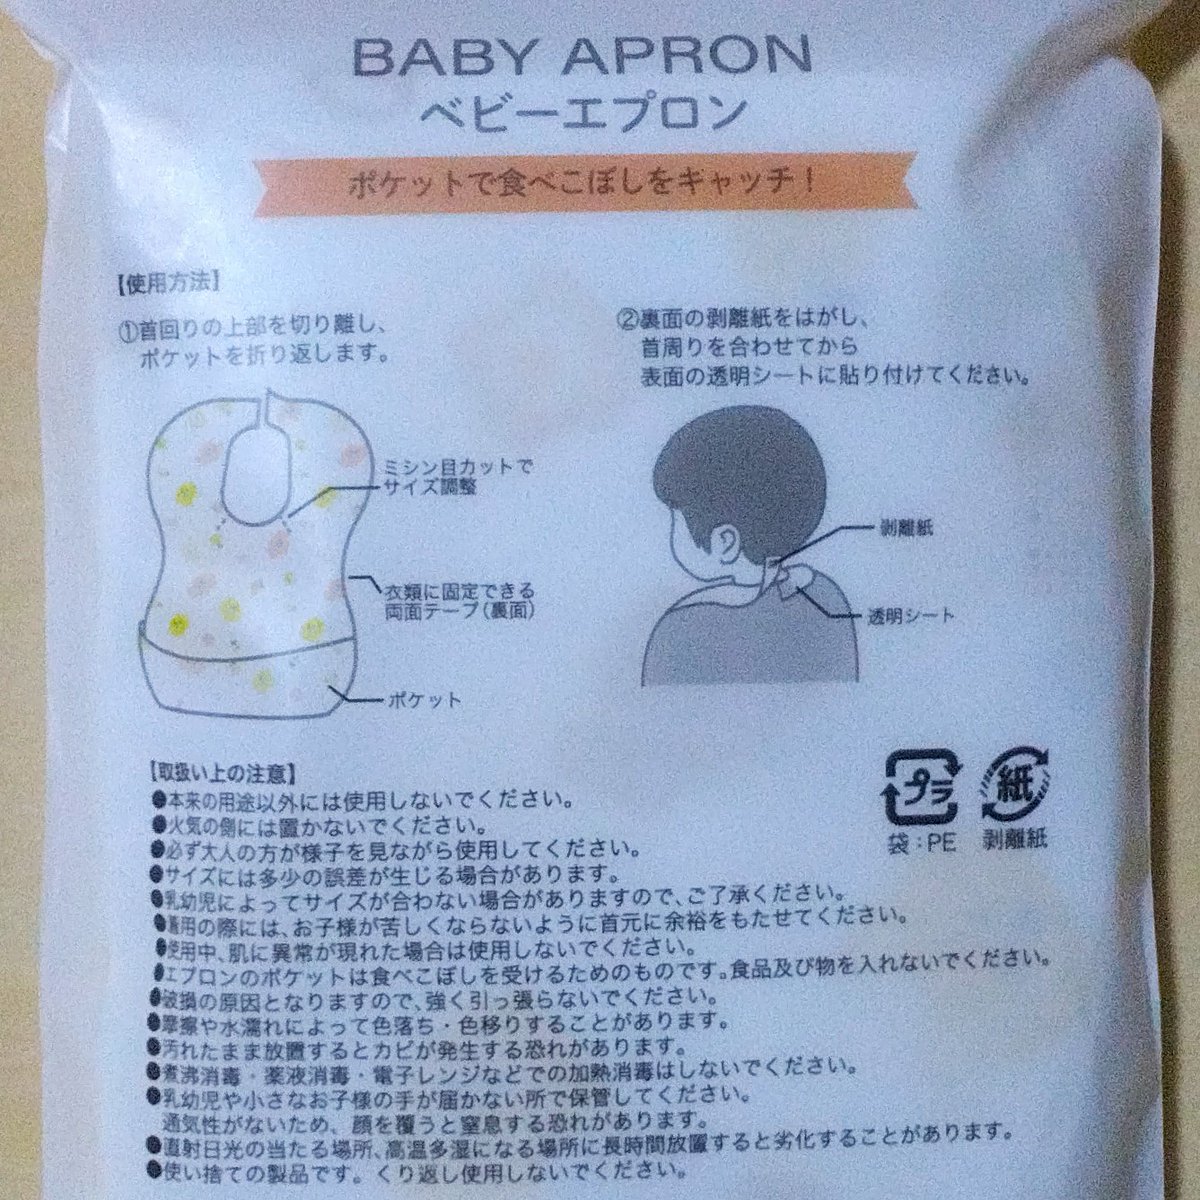 BABY APRON
ベビーエプロン
ポケットで食べこぼしをキャッチ！
【使用方法】
①首回りの上部を切り離し、
ポケットを折り返します。
②裏面の剥離紙をはがし、
首周りを合わせてから
表面の透明シートに貼り付けてください。
ミシン目カットで
サイズ調整
衣類に固定できる
両面テープ（裏面）
ポケット
剥離紙
透明シート
プラ
紙
袋：PE
剥離紙
【取扱い上の注意】
●本来の用途以外には使用しないでください。
●火気の側には置かないでください。
●必ず大人の方が様子を見ながら使用してください。
●サイズには多少の誤差が生じる場合があります。
●乳幼児によってサイズが合わない場合がありますので、ご了承ください。
●着用の際には、お子様が苦しくならないように首元に余裕をもたせてください。
●使用中、肌に異常が現れた場合は使用しないでください。
●エプロンのポケットは食べこぼしを受けるためのものです。食品及び物を入れないでください。
●破損の原因となりますので、強く引っ張らないでください。
●摩擦や水濡れによって色落ち・色移りすることがあります。
●汚れたまま放置するとカビが発生する恐れがあります。
●煮沸消毒・薬液消毒・電子レンジなどでの加熱消毒はしないでください。
●乳幼児や小さなお子様の手が届かない所で保管してください。
通気性がないため、顔を覆うと窒息する恐れがあります。
●直射日光の当たる場所、高温多湿になる場所に長時間放置すると劣化することがあります。
●使い捨ての製品です。くり返し使用しないでください。